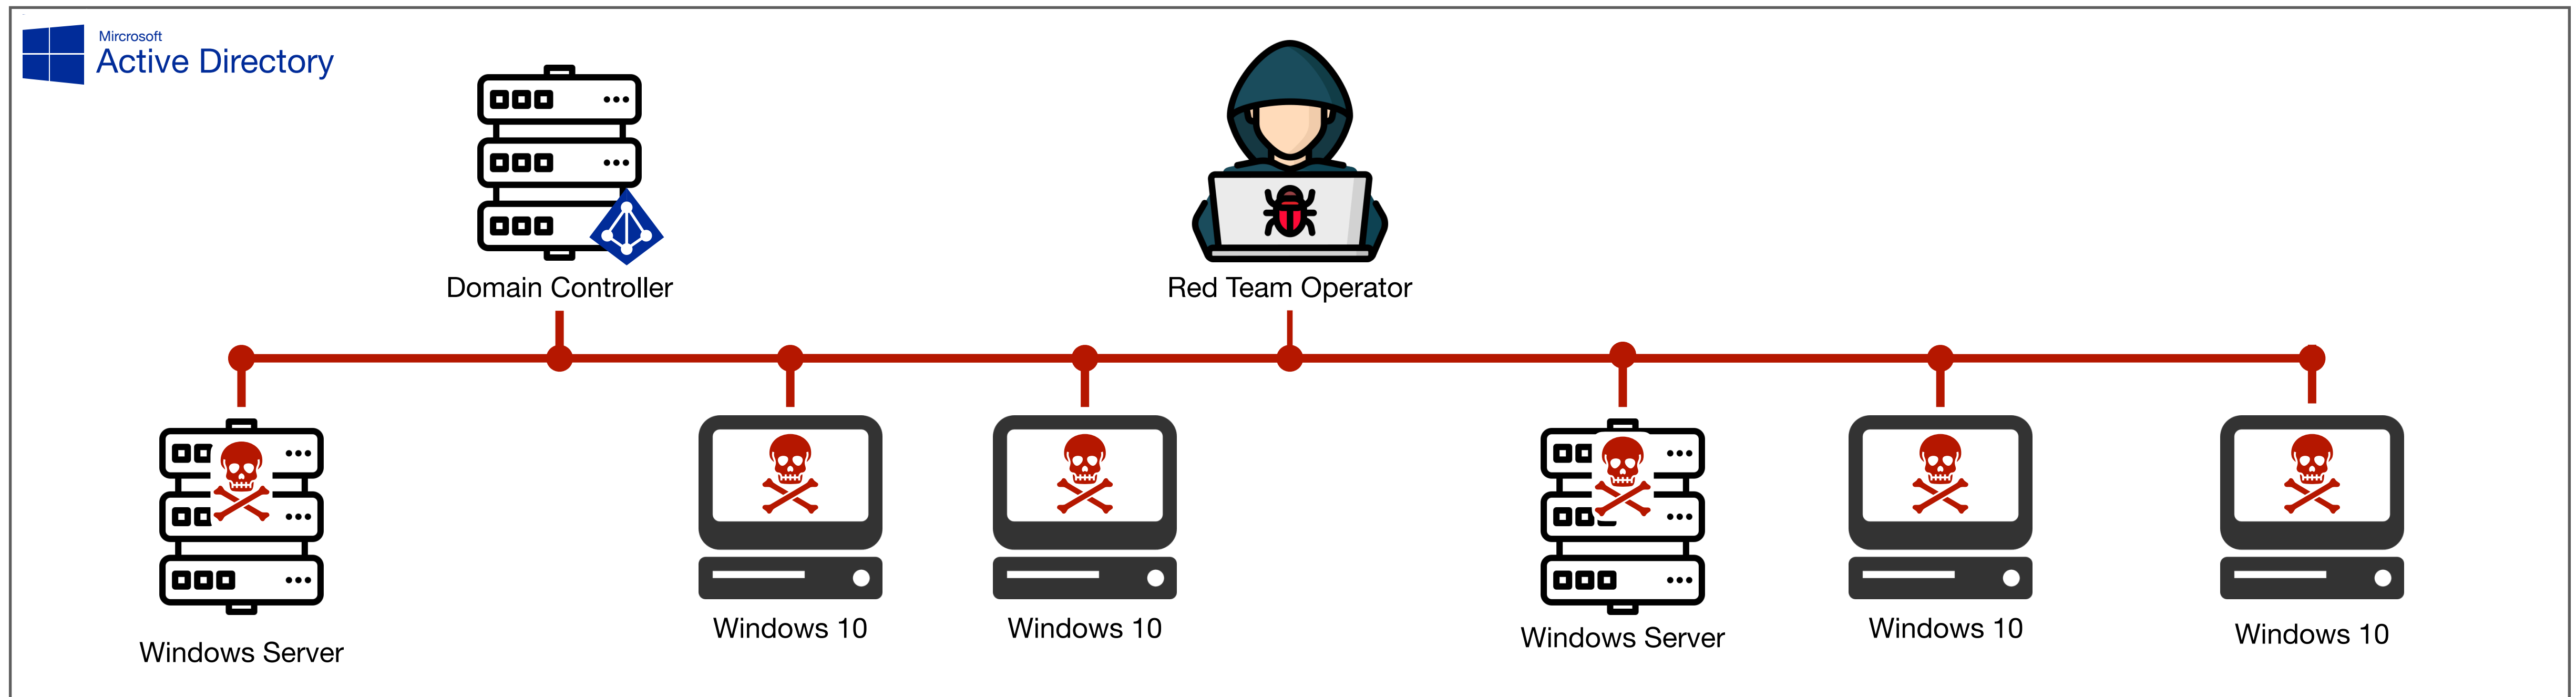 Mircrosoft
Active Directory
Domain Controller
Red Team Operator
Windows Server
Windows 10
Windows 10
Windows Server
Windows 10
Windows 10